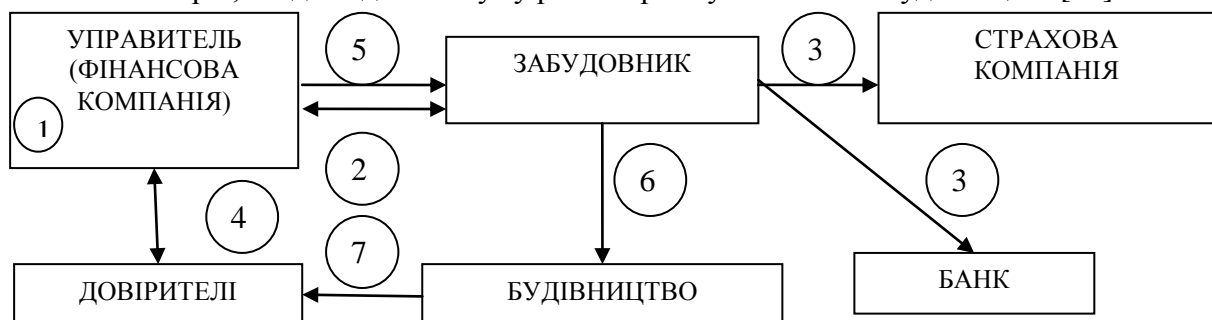 УПРАВИТЕЛЬ
(ФІНАНСОВА
КОМПАНІЯ)
1
5
2
ЗАБУДОВНИК
3
СТРАХОВА
КОМПАНІЯ
4
6
3
7
ДОВІРИТЕЛІ
БУДІВНИЦТВО
БАНК